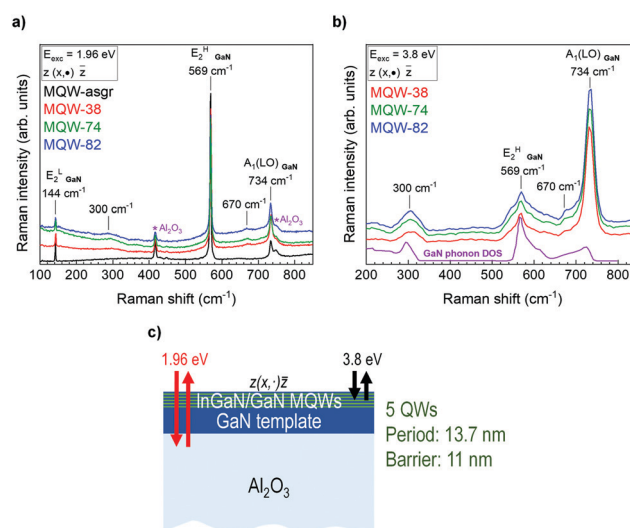 a)
E_exc = 1.96 eV
z (x,•) z̄
MQW-asgr
MQW-38
MQW-74
MQW-82
E₂ᴴ GaN
569 cm⁻¹
E₂ᴸ GaN
144 cm⁻¹
300 cm⁻¹
* Al₂O₃
670 cm⁻¹
A₁(LO) GaN
734 cm⁻¹
* Al₂O₃
Raman intensity (arb. units)
100 200 300 400 500 600 700 800
Raman shift (cm⁻¹)
b)
E_exc = 3.8 eV
z (x,•) z̄
MQW-38
MQW-74
MQW-82
A₁(LO) GaN
734 cm⁻¹
E₂ᴴ GaN
569 cm⁻¹
670 cm⁻¹
300 cm⁻¹
GaN phonon DOS
Raman intensity (arb. units)
200 300 400 500 600 700 800
Raman shift (cm⁻¹)
c)
1.96 eV
3.8 eV
z(x,·)z̄
InGaN/GaN MQWs
GaN template
Al₂O₃
5 QWs
Period: 13.7 nm
Barrier: 11 nm